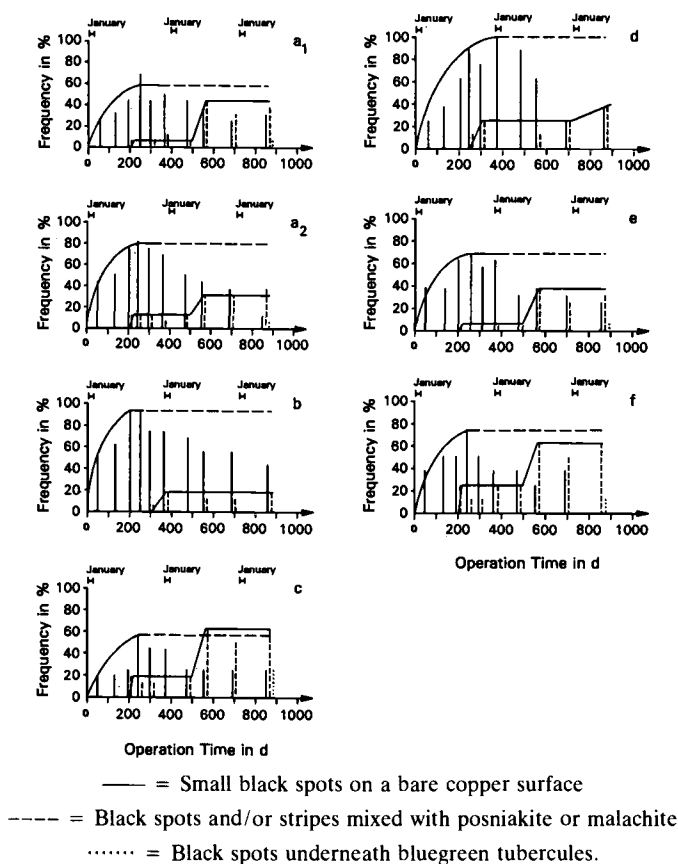 January January January
Frequency in %
100
80
60
40
20
0
a1
0 200 400 600 800 1000
January January January
Frequency in %
100
80
60
40
20
0
a2
0 200 400 600 800 1000
January January January
Frequency in %
100
80
60
40
20
0
b
0 200 400 600 800 1000
January January January
Frequency in %
100
80
60
40
20
0
c
0 200 400 600 800 1000
Operation Time in d
January January January
Frequency in %
100
80
60
40
20
0
d
0 200 400 600 800 1000
January January January
Frequency in %
100
80
60
40
20
0
e
0 200 400 600 800 1000
January January January
Frequency in %
100
80
60
40
20
0
f
0 200 400 600 800 1000
Operation Time in d
—— = Small black spots on a bare copper surface
---- = Black spots and/or stripes mixed with posniakite or malachite
....... = Black spots underneath bluegreen tubercules.